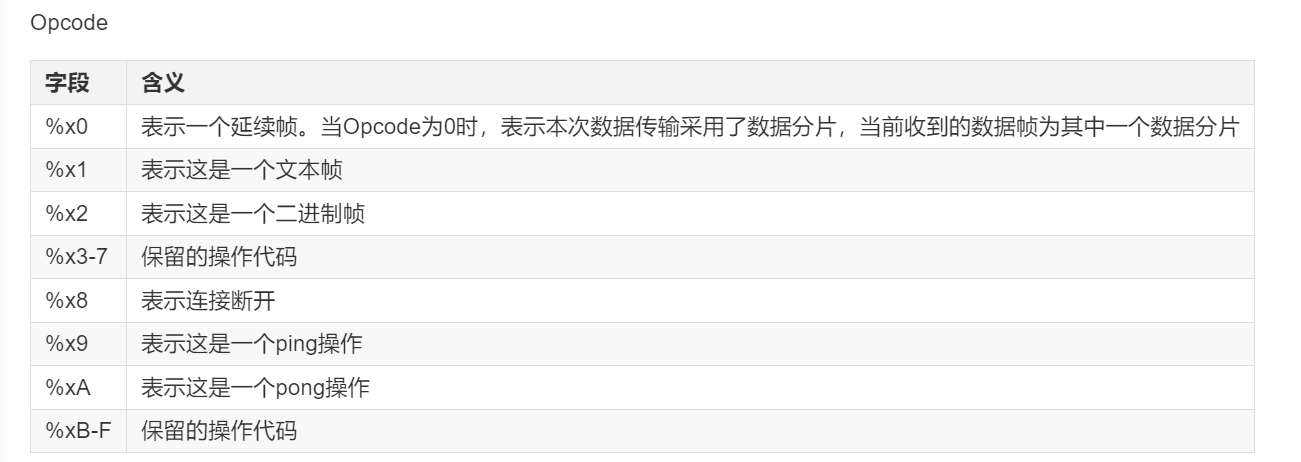 Opcode
字段 含义
%x0 表示一个延续帧。当Opcode为0时，表示本次数据传输采用了数据分片，当前收到的数据帧为其中一个数据分片
%x1 表示这是一个文本帧
%x2 表示这是一个二进制帧
%x3-7 保留的操作代码
%x8 表示连接断开
%x9 表示这是一个ping操作
%xA 表示这是一个pong操作
%xB-F 保留的操作代码